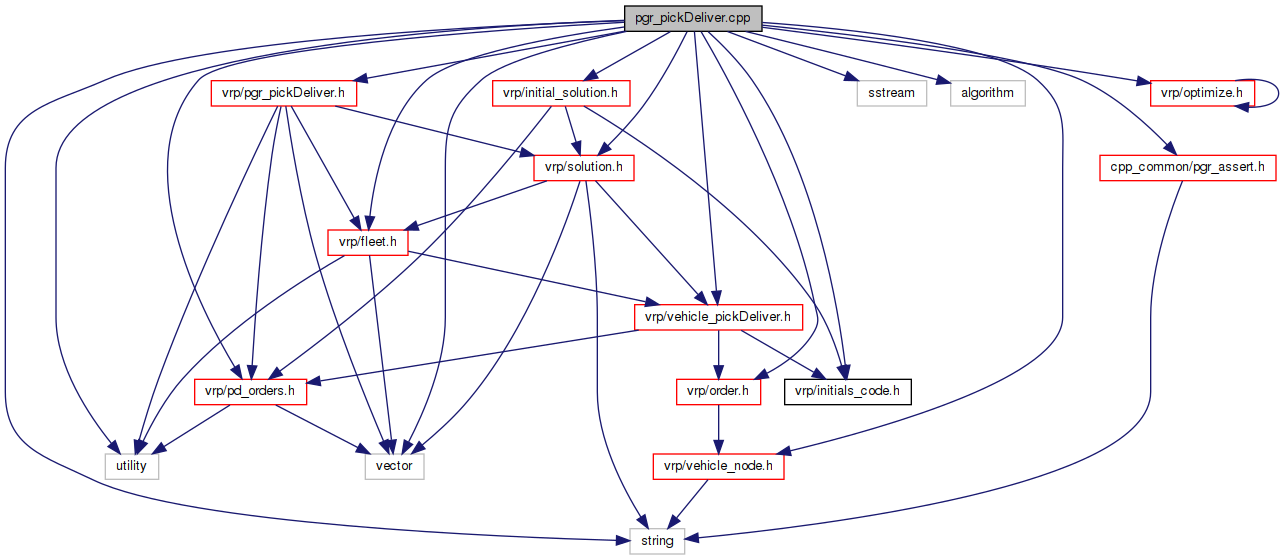 pgr_pickDeliver.cpp
vrp/pgr_pickDeliver.h
vrp/initial_solution.h
sstream
algorithm
vrp/optimize.h
vrp/solution.h
cpp_common/pgr_assert.h
vrp/fleet.h
vrp/vehicle_pickDeliver.h
vrp/pd_orders.h
vrp/order.h
vrp/initials_code.h
utility
vector
vrp/vehicle_node.h
string